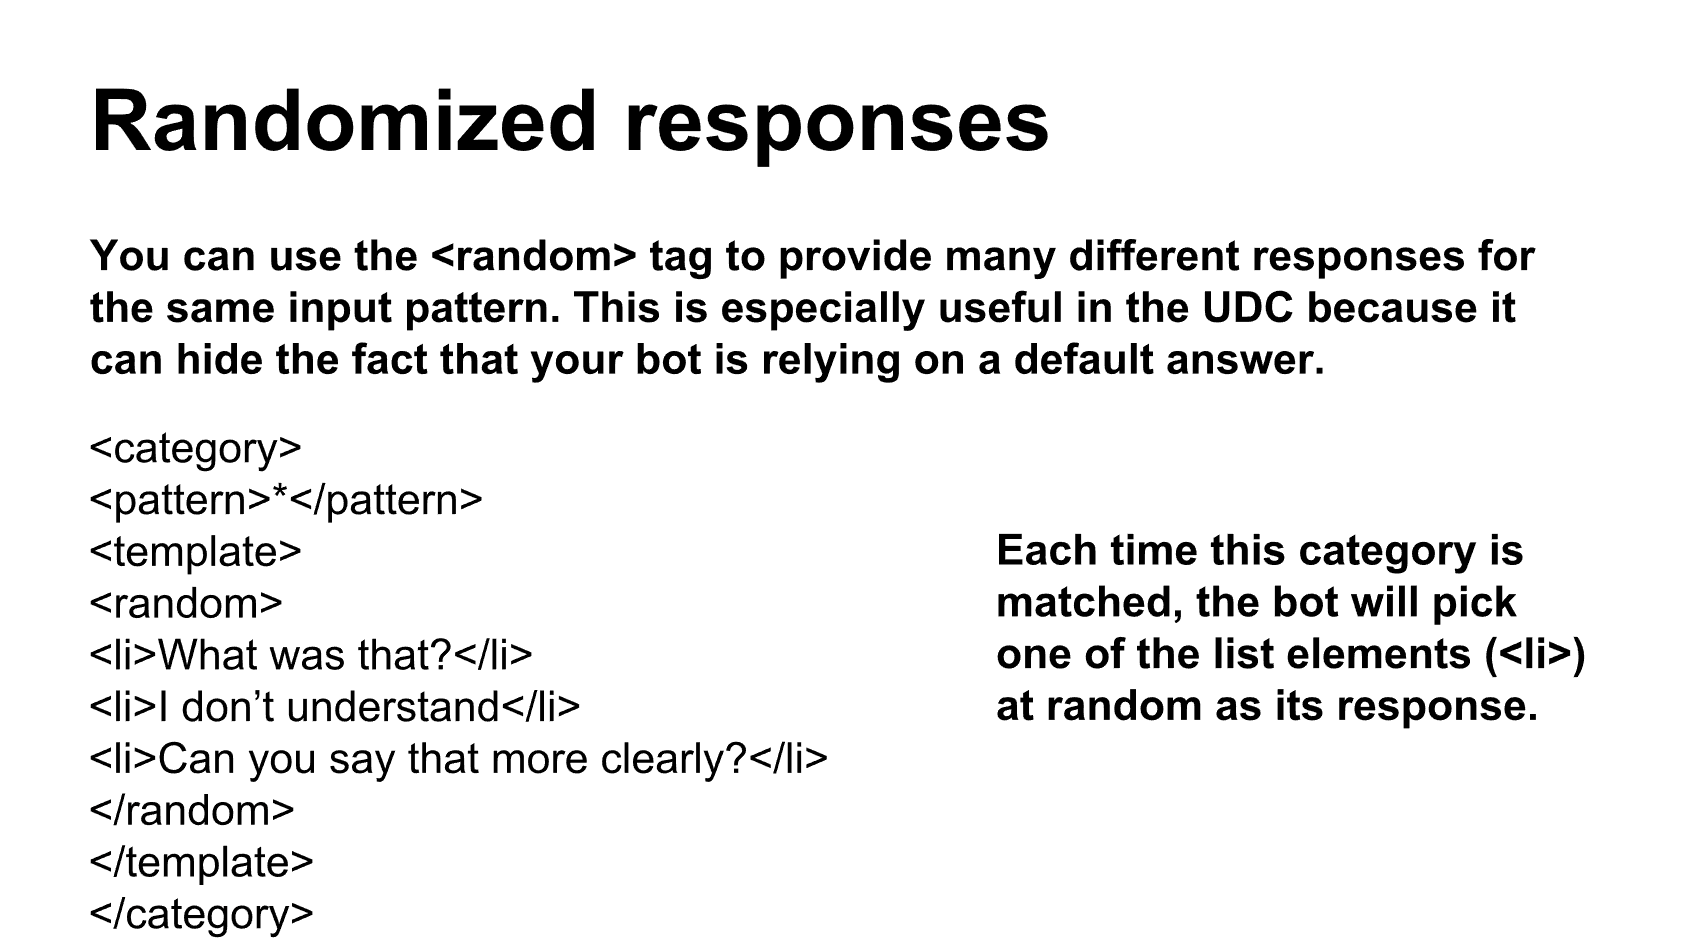 Randomized responses
You can use the <random> tag to provide many different responses for
the same input pattern. This is especially useful in the UDC because it
can hide the fact that your bot is relying on a default answer.
<category>
<pattern>*</pattern>
<template>
<random>
<li>What was that?</li>
<li>I don’t understand</li>
<li>Can you say that more clearly?</li>
</random>
</template>
</category>
Each time this category is
matched, the bot will pick
one of the list elements (<li>)
at random as its response.